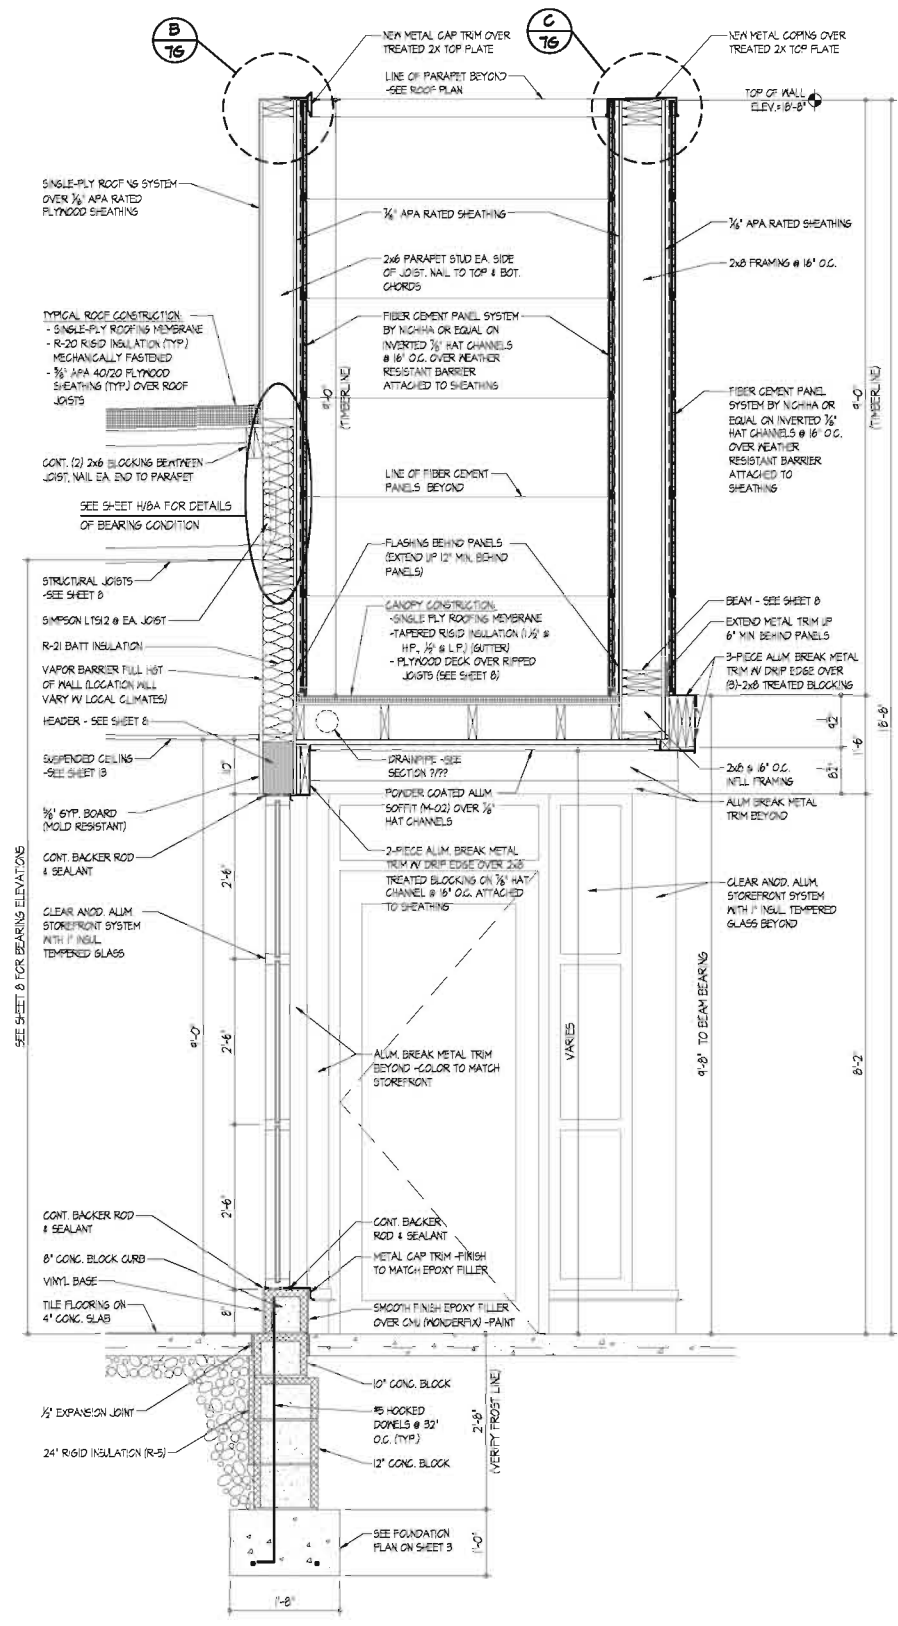 B
7G
C
7G
NEW METAL CAP TRIM OVER
TREATED 2X TOP PLATE
NEW METAL COPING OVER
TREATED 2X TOP PLATE
LINE OF PARAPET BEYOND
-SEE ROOF PLAN
TOP OF WALL
ELEV.=18'-8"
SINGLE-PLY ROOFING SYSTEM
OVER 7/16" APA RATED
PLYWOOD SHEATHING
7/16" APA RATED SHEATHING
7/16" APA RATED SHEATHING
2x6 PARAPET STUD EA. SIDE
OF JOIST. NAIL TO TOP & BOT.
CHORDS
2x8 FRAMING @ 16" O.C.
TYPICAL ROOF CONSTRUCTION:
- SINGLE-PLY ROOFING MEMBRANE
- R-20 RIGID INSULATION (TYP.)
MECHANICALLY FASTENED
- 5/8" APA 40/20 PLYWOOD
SHEATHING (TYP.) OVER ROOF
JOISTS
FIBER CEMENT PANEL SYSTEM
BY NICHIHA OR EQUAL ON
INVERTED 7/8" HAT CHANNELS
@ 16" O.C. OVER WEATHER
RESISTANT BARRIER
ATTACHED TO SHEATHING
9'-0"
(TIMBERLINE)
9'-0"
(TIMBERLINE)
FIBER CEMENT PANEL
SYSTEM BY NICHIHA OR
EQUAL ON INVERTED 7/8"
HAT CHANNELS @ 16" O.C.
OVER WEATHER
RESISTANT BARRIER
ATTACHED TO
SHEATHING
CONT. (2) 2x6 BLOCKING BEWTWEEN
JOIST, NAIL EA. END TO PARAPET
LINE OF FIBER CEMENT
PANELS BEYOND
SEE SHEET H/8A FOR DETAILS
OF BEARING CONDITION
FLASHING BEHIND PANELS
(EXTEND UP 12" MIN. BEHIND
PANELS)
STRUCTURAL JOISTS
-SEE SHEET 8
SIMPSON LTS12 @ EA. JOIST
R-21 BATT INSULATION
VAPOR BARRIER FULL HGT
OF WALL (LOCATION WILL
VARY W/ LOCAL CLIMATES)
HEADER - SEE SHEET 8
CANOPY CONSTRUCTION:
-SINGLE PLY ROOFING MEMBRANE
-TAPERED RIGID INSULATION (1 1/2" @
H.P., 1/2" @ L.P.) (GUTTER)
- PLYWOOD DECK OVER RIPPED
JOISTS (SEE SHEET 8)
BEAM - SEE SHEET 8
EXTEND METAL TRIM UP
6" MIN BEHIND PANELS
3-PIECE ALUM. BREAK METAL
TRIM W/ DRIP EDGE OVER
(3)-2x8 TREATED BLOCKING
SUSPENDED CEILING
-SEE SHEET 13
10"
DRAINPIPE -SEE
SECTION ?/??
1'-6"
18'-8"
2x8 @ 16" O.C.
INFILL FRAMING
5/8" GYP. BOARD
(MOLD RESISTANT)
POWDER COATED ALUM.
SOFFIT (M-02) OVER 7/8"
HAT CHANNELS
ALUM BREAK METAL
TRIM BEYOND
CONT. BACKER ROD
& SEALANT
2-PIECE ALUM. BREAK METAL
TRIM W/ DRIP EDGE OVER 2x8
TREATED BLOCKING ON 7/8" HAT
CHANNEL @ 16" O.C. ATTACHED
TO SHEATHING
2'-6"
CLEAR ANOD. ALUM.
STOREFRONT SYSTEM
WITH 1" INSUL.
TEMPERED GLASS
CLEAR ANOD. ALUM.
STOREFRONT SYSTEM
WITH 1" INSUL. TEMPERED
GLASS BEYOND
SEE SHEET 8 FOR BEARING ELEVATIONS
9'-0"
2'-6"
VARIES
9'-8" TO BEAM BEARING
8'-2"
ALUM. BREAK METAL TRIM
BEYOND -COLOR TO MATCH
STOREFRONT
2'-6"
CONT. BACKER ROD
& SEALANT
8" CONC. BLOCK CURB
VINYL BASE
TILE FLOORING ON
4" CONC. SLAB
8"
CONT. BACKER
ROD & SEALANT
METAL CAP TRIM -FINISH
TO MATCH EPOXY FILLER
SMOOTH FINISH EPOXY FILLER
OVER CMU (WONDERFIX) -PAINT
10" CONC. BLOCK
1/2" EXPANSION JOINT
#5 HOOKED
DOWELS @ 32"
O.C. (TYP.)
24" RIGID INSULATION (R-5)
12" CONC. BLOCK
2'-8"
(VERIFY FROST LINE)
SEE FOUNDATION
PLAN ON SHEET 3
1'-0"
1'-8"